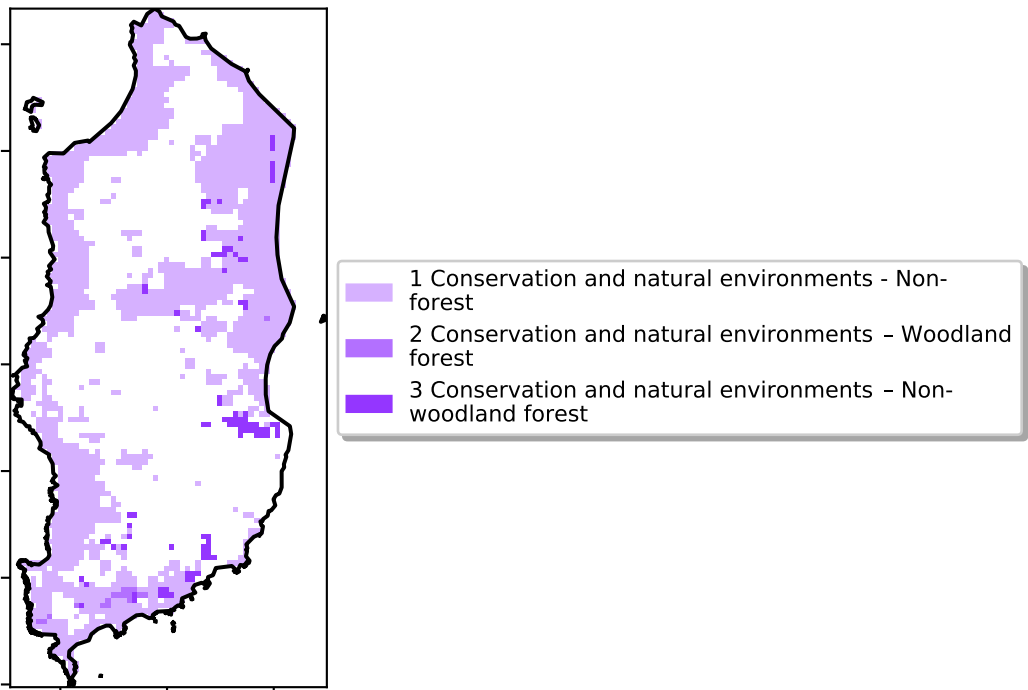 1 Conservation and natural environments - Non-
forest
2 Conservation and natural environments – Woodland
forest
3 Conservation and natural environments – Non-
woodland forest